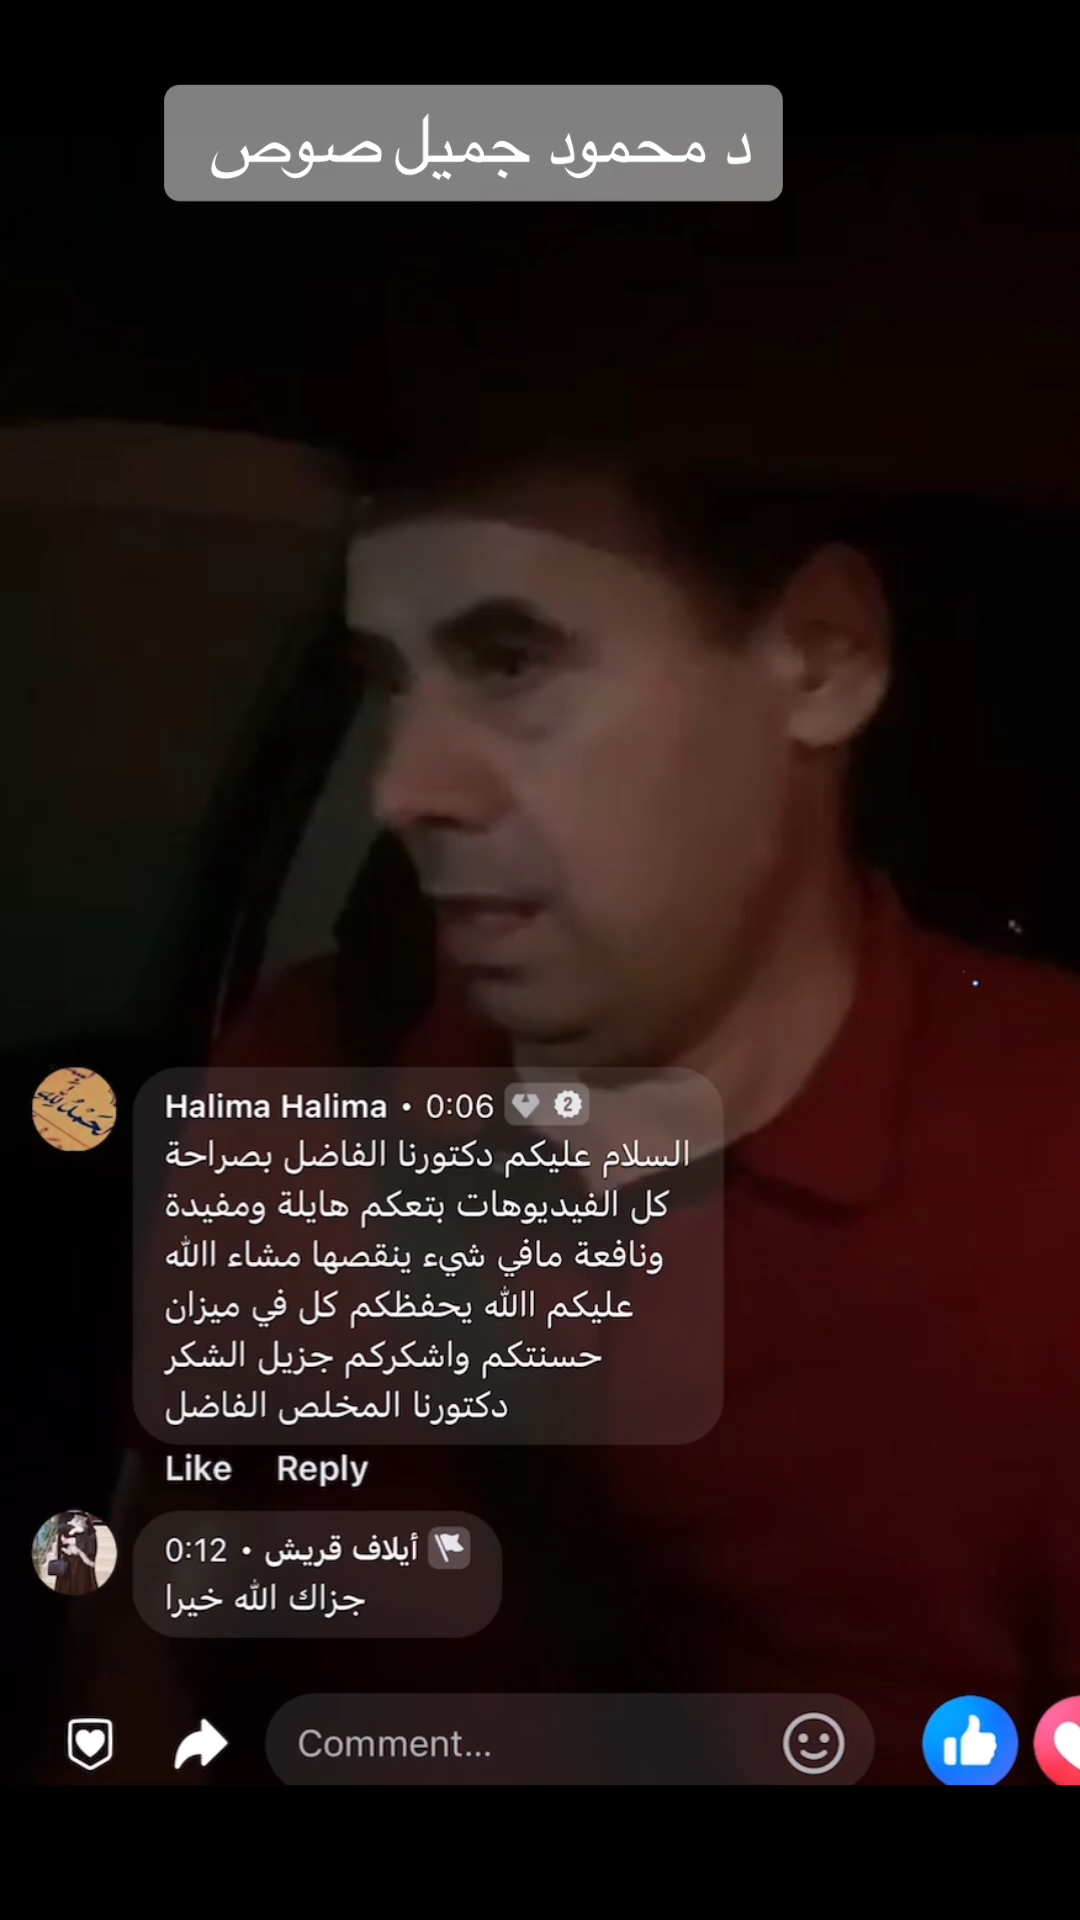 د محمود جميل صوص
Halima Halima • 0:06 2
السلام عليكم دكتورنا الفاضل بصراحة
كل الفيديوهات بتعكم هايلة ومفيدة
ونافعة مافي شيء ينقصها مشاء االله
عليكم االله يحفظكم كل في ميزان
حسنتكم واشكركم جزيل الشكر
دكتورنا المخلص الفاضل
Like Reply
أيلاف قريش • 0:12
جزاك الله خيرا
Comment...